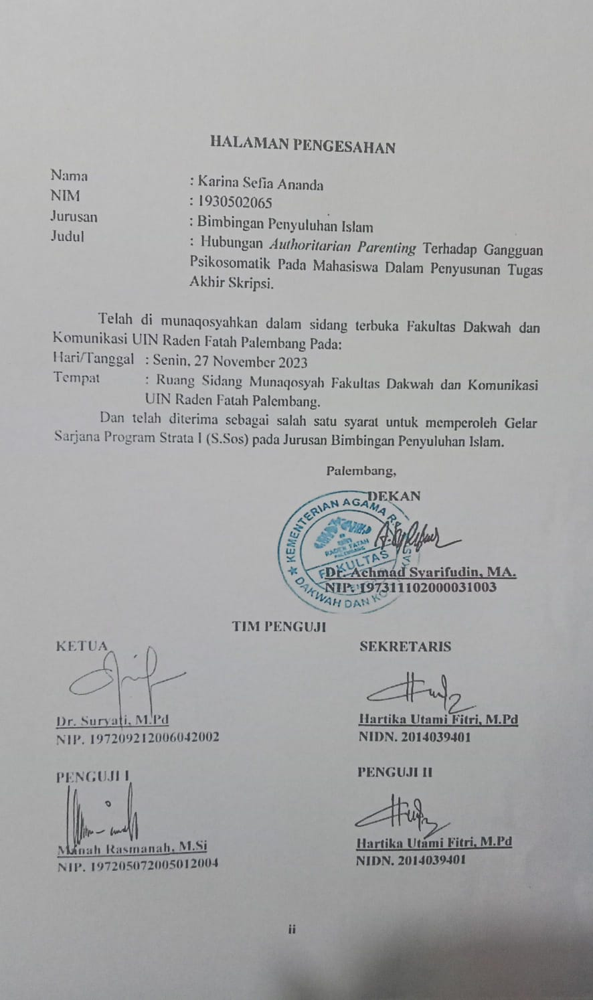 HALAMAN PENGESAHAN
Nama : Karina Sefia Ananda
NIM : 1930502065
Jurusan : Bimbingan Penyuluhan Islam
Judul : Hubungan Authoritarian Parenting Terhadap Gangguan
Psikosomatik Pada Mahasiswa Dalam Penyusunan Tugas
Akhir Skripsi.
Telah di munaqosyahkan dalam sidang terbuka Fakultas Dakwah dan
Komunikasi UIN Raden Fatah Palembang Pada:
Hari/Tanggal : Senin, 27 November 2023
Tempat : Ruang Sidang Munaqosyah Fakultas Dakwah dan Komunikasi
UIN Raden Fatah Palembang.
Dan telah diterima sebagai salah satu syarat untuk memperoleh Gelar
Sarjana Program Strata I (S.Sos) pada Jurusan Bimbingan Penyuluhan Islam.
Palembang,
DEKAN
KEMENTERIAN AGAMA R.I
RADEN FATAH
PALEMBANG
FAKULTAS
DAKWAH DAN
Dr. Achmad Syarifudin, MA.
NIP. 197311102000031003
TIM PENGUJI
KETUA
SEKRETARIS
Dr. Suryati, M.Pd
Hartika Utami Fitri, M.Pd
NIP. 197209212006042002
NIDN. 2014039401
PENGUJI I
PENGUJI II
Manah Rasmanah, M.Si
Hartika Utami Fitri, M.Pd
NIP. 197205072005012004
NIDN. 2014039401
ii